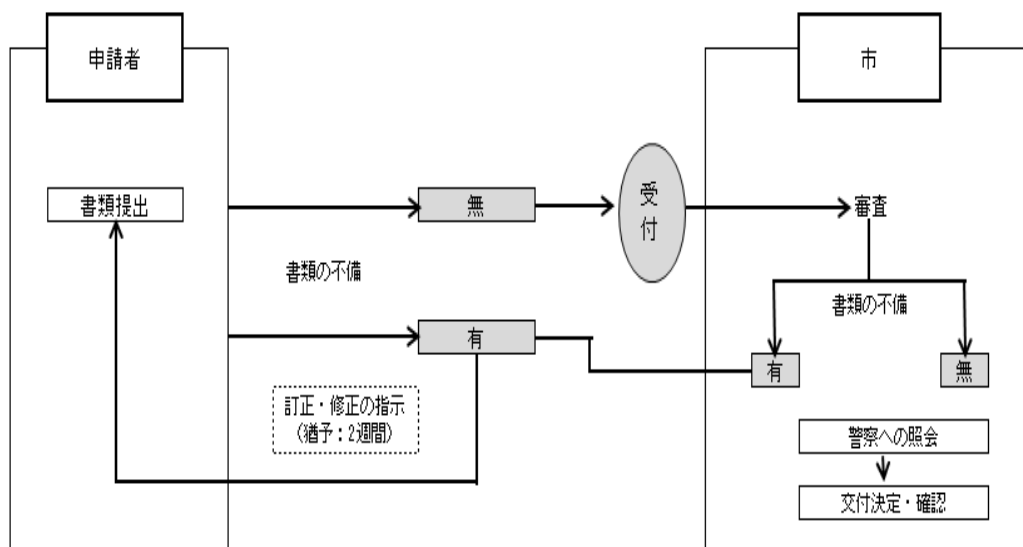 申請者
市
書類提出
無
受付
審査
書類の不備
書類の不備
有
有
無
訂正・修正の指示
(猶予:2週間)
警察への照会
交付決定・確認